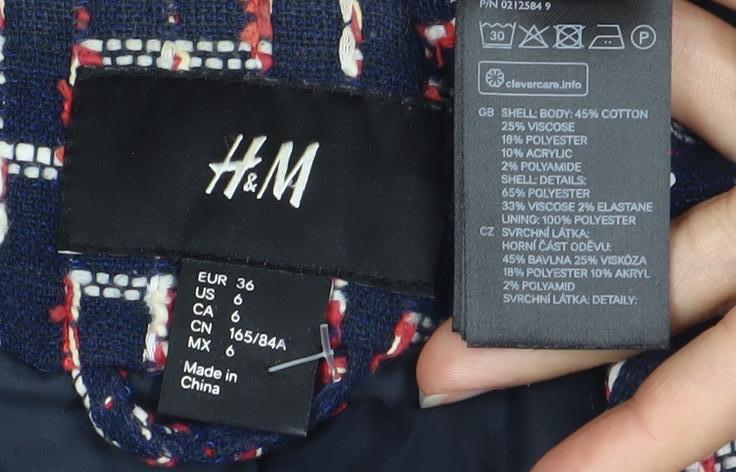 P/N 0212584 9
30
P
clevercare.info
GB SHELL: BODY: 45% COTTON
25% VISCOSE
18% POLYESTER
10% ACRYLIC
2% POLYAMIDE
SHELL: DETAILS:
65% POLYESTER
33% VISCOSE 2% ELASTANE
LINING: 100% POLYESTER
CZ SVRCHNÍ LÁTKA:
HORNÍ ČÁST ODĚVU:
45% BAVLNA 25% VISKÓZA
18% POLYESTER 10% AKRYL
2% POLYAMID
SVRCHNÍ LÁTKA: DETAILY:
H&M
EUR 36
US 6
CA 6
CN 165/84A
MX 6
Made in
China